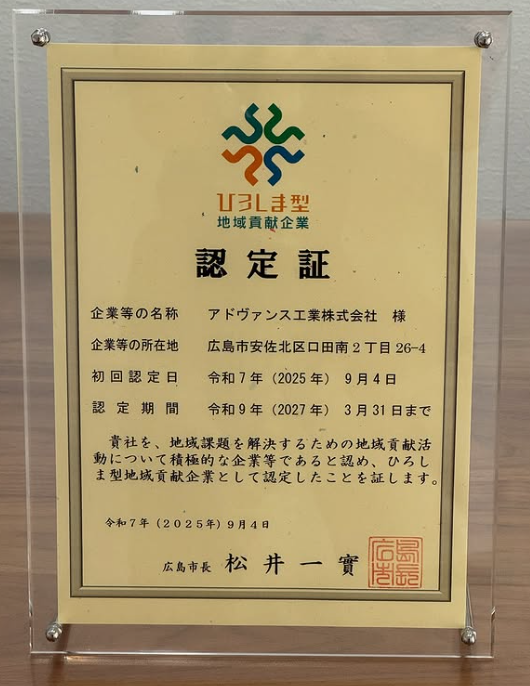 ひろしま型
地域貢献企業
認定証
企業等の名称 アドヴァンス工業株式会社 様
企業等の所在地 広島市安佐北区口田南2丁目26-4
初回認定日 令和7年（2025年） 9月4日
認定期間 令和9年（2027年） 3月31日まで
貴社を、地域課題を解決するための地域貢献活
動について積極的な企業等であると認め、ひろし
ま型地域貢献企業として認定したことを証します。
令和7年（2025年）9月4日
広島市長 松井一實
広島市長